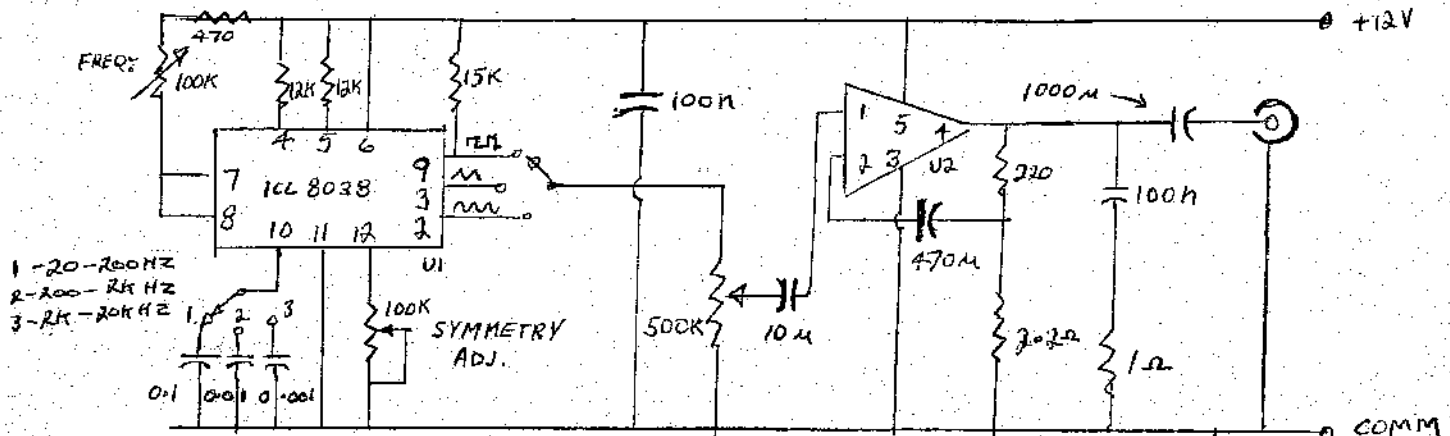 470
+12V
FREQ:
100K
12K
12K
15K
100n
1000µ
4 5 6
7
8
ICL 8038
9
3
2
10 11 12
U1
1
2
5
3
4
U2
220
100n
470µ
1 -20-200HZ
2-200- 2K HZ
3-2K-20KHZ
1 2 3
0.1 0.01 0.001
100K
SYMMETRY
ADJ.
500K
10µ
2.2Ω
1Ω
COMM